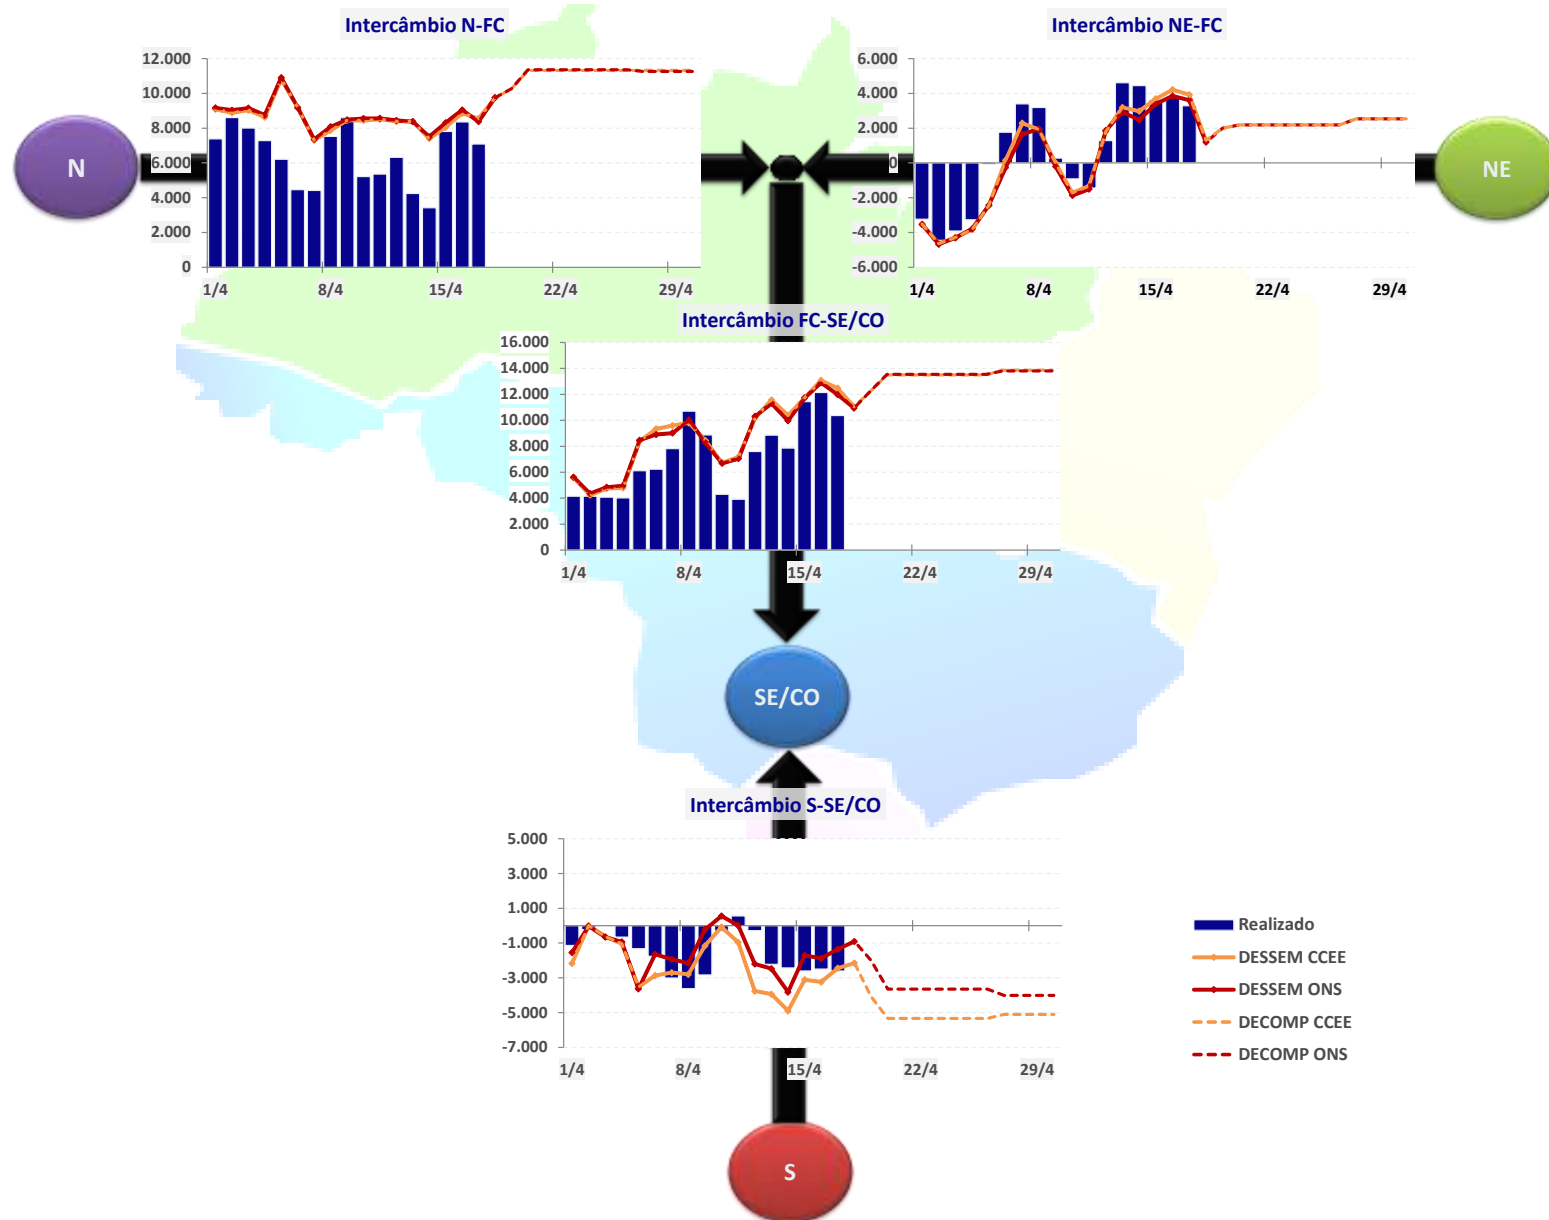 Intercâmbio N-FC
12.000
10.000
8.000
6.000
4.000
2.000
0
1/4 8/4 15/4 22/4 29/4
N
Intercâmbio NE-FC
6.000
4.000
2.000
0
-2.000
-4.000
-6.000
1/4 8/4 15/4 22/4 29/4
NE
Intercâmbio FC-SE/CO
16.000
14.000
12.000
10.000
8.000
6.000
4.000
2.000
0
1/4 8/4 15/4 22/4 29/4
SE/CO
Intercâmbio S-SE/CO
5.000
3.000
1.000
-1.000
-3.000
-5.000
-7.000
1/4 8/4 15/4 22/4 29/4
Realizado
DESSEM CCEE
DESSEM ONS
DECOMP CCEE
DECOMP ONS
S